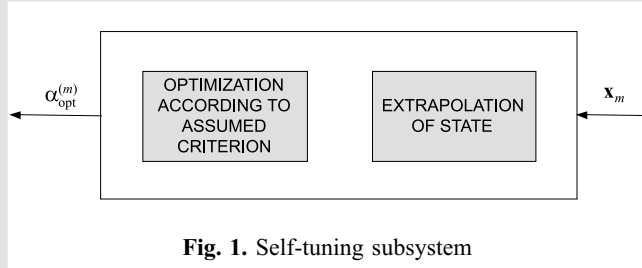 α_opt^(m)
OPTIMIZATION
ACCORDING TO
ASSUMED
CRITERION
EXTRAPOLATION
OF STATE
x_m
Fig. 1. Self-tuning subsystem